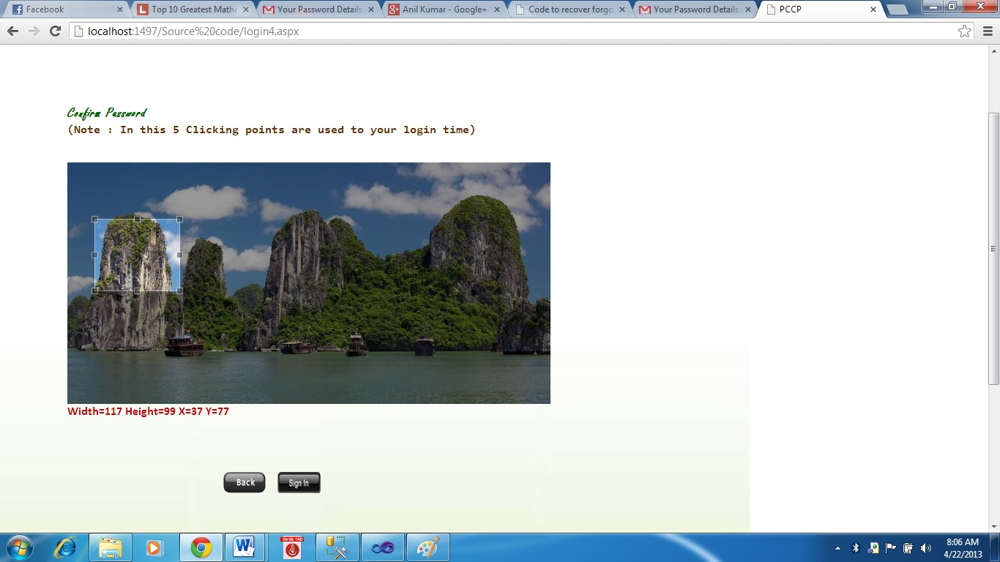 Facebook
Top 10 Greatest Mathe
Your Password Details
Anil Kumar - Google+
Code to recover forgo
Your Password Details
PCCP
localhost:1497/Source%20code/login4.aspx
Confirm Password
(Note : In this 5 Clicking points are used to your login time)
Width=117 Height=99 X=37 Y=77
Back
Sign In
8:06 AM
4/22/2013